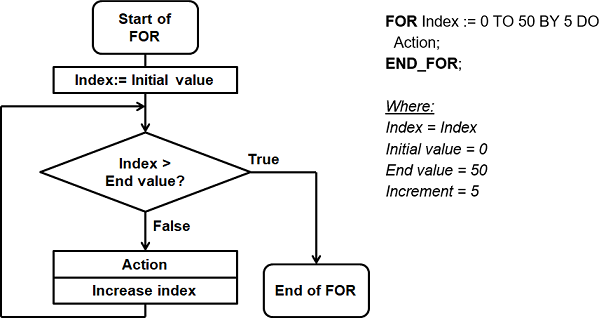 Start of
FOR
Index:= Initial value
Index >
End value?
True
False
Action
Increase index
End of FOR
FOR Index := 0 TO 50 BY 5 DO
Action;
END_FOR;
Where:
Index = Index
Initial value = 0
End value = 50
Increment = 5